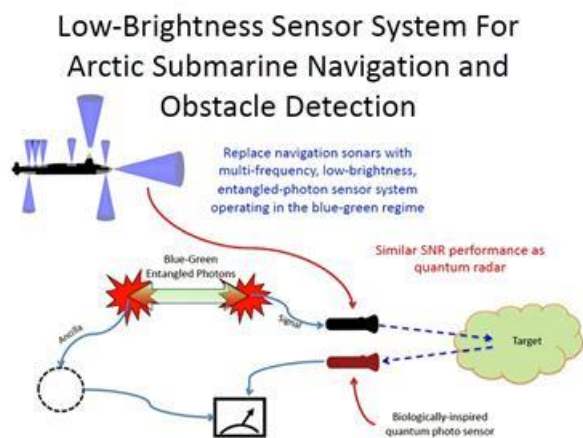 Low-Brightness Sensor System For
Arctic Submarine Navigation and
Obstacle Detection
Replace navigation sonars with
multi-frequency, low-brightness,
entangled-photon sensor system
operating in the blue-green regime
Similar SNR performance as
quantum radar
Blue-Green
Entangled Photons
Ancilla
Signal
Target
Biologically-inspired
quantum photo sensor